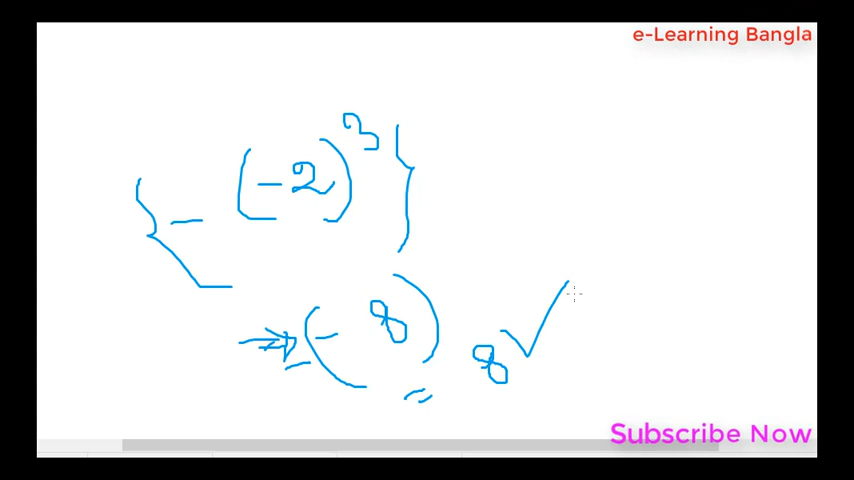 e-Learning Bangla
{ - (-2)^3 }
⇒ - (- 8)
= 8 √
Subscribe Now